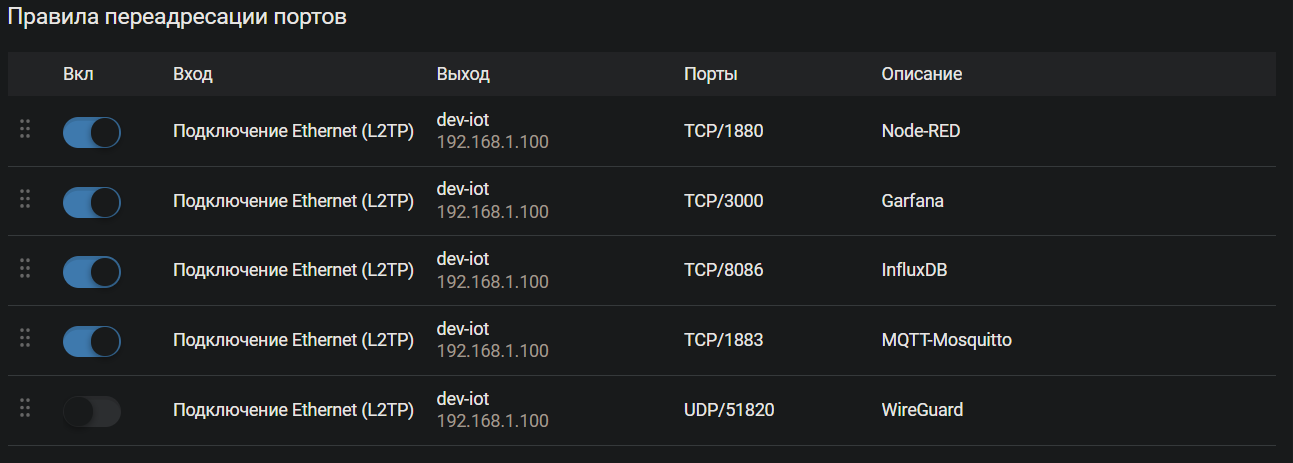 Правила переадресации портов
Вкл Вход Выход Порты Описание
Подключение Ethernet (L2TP) dev-iot TCP/1880 Node-RED
192.168.1.100
Подключение Ethernet (L2TP) dev-iot TCP/3000 Garfana
192.168.1.100
Подключение Ethernet (L2TP) dev-iot TCP/8086 InfluxDB
192.168.1.100
Подключение Ethernet (L2TP) dev-iot TCP/1883 MQTT-Mosquitto
192.168.1.100
Подключение Ethernet (L2TP) dev-iot UDP/51820 WireGuard
192.168.1.100